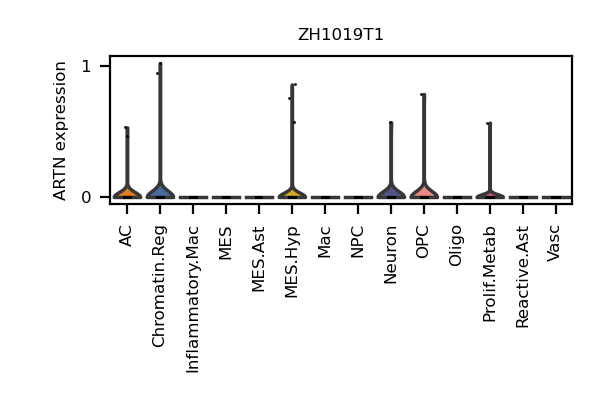 ZH1019T1
ARTN expression
1
0
AC
Chromatin.Reg
Inflammatory.Mac
MES
MES.Ast
MES.Hyp
Mac
NPC
Neuron
OPC
Oligo
Prolif.Metab
Reactive.Ast
Vasc